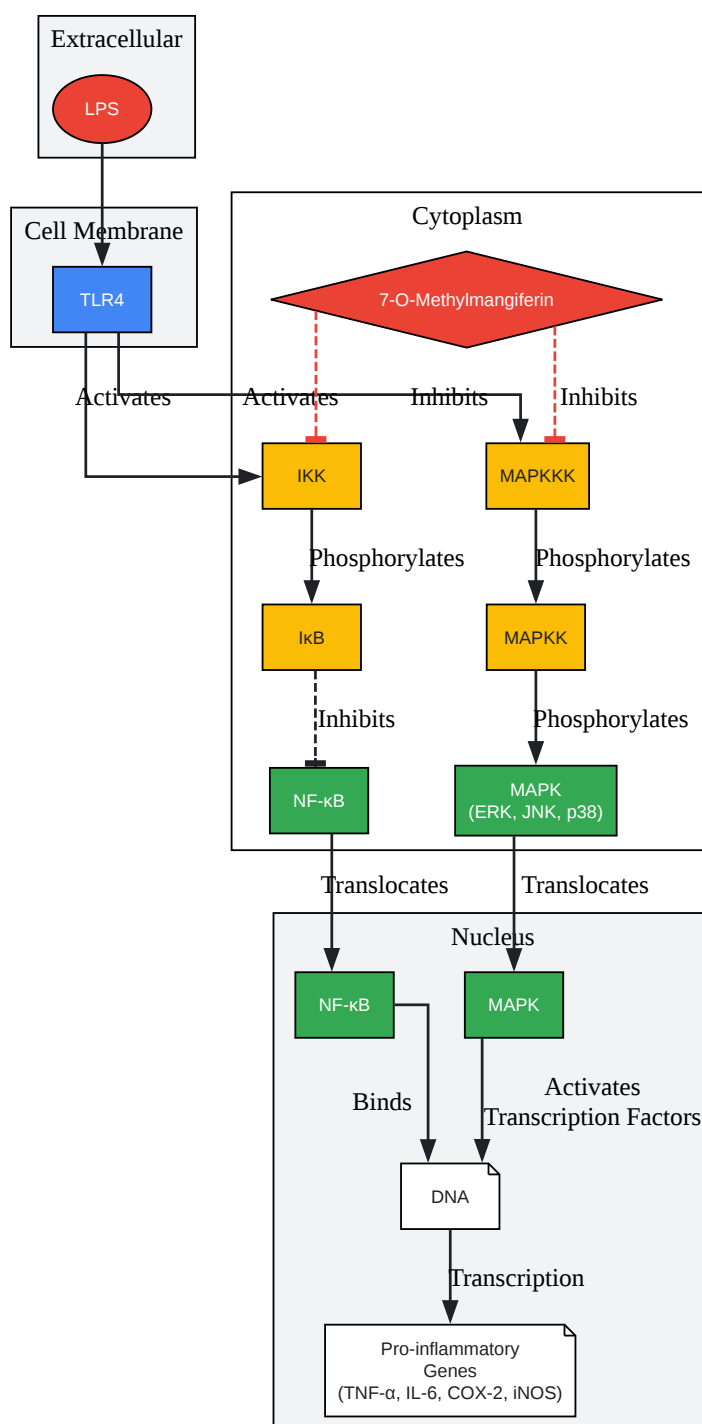 Extracellular
LPS
Cell Membrane
TLR4
Cytoplasm
7-O-Methylmangiferin
Activates
Activates
Inhibits
Inhibits
IKK
MAPKKK
Phosphorylates
Phosphorylates
IκB
MAPKK
Inhibits
Phosphorylates
NF-κB
MAPK
(ERK, JNK, p38)
Translocates
Translocates
Nucleus
NF-κB
MAPK
Binds
Activates
Transcription Factors
DNA
Transcription
Pro-inflammatory
Genes
(TNF-α, IL-6, COX-2, iNOS)